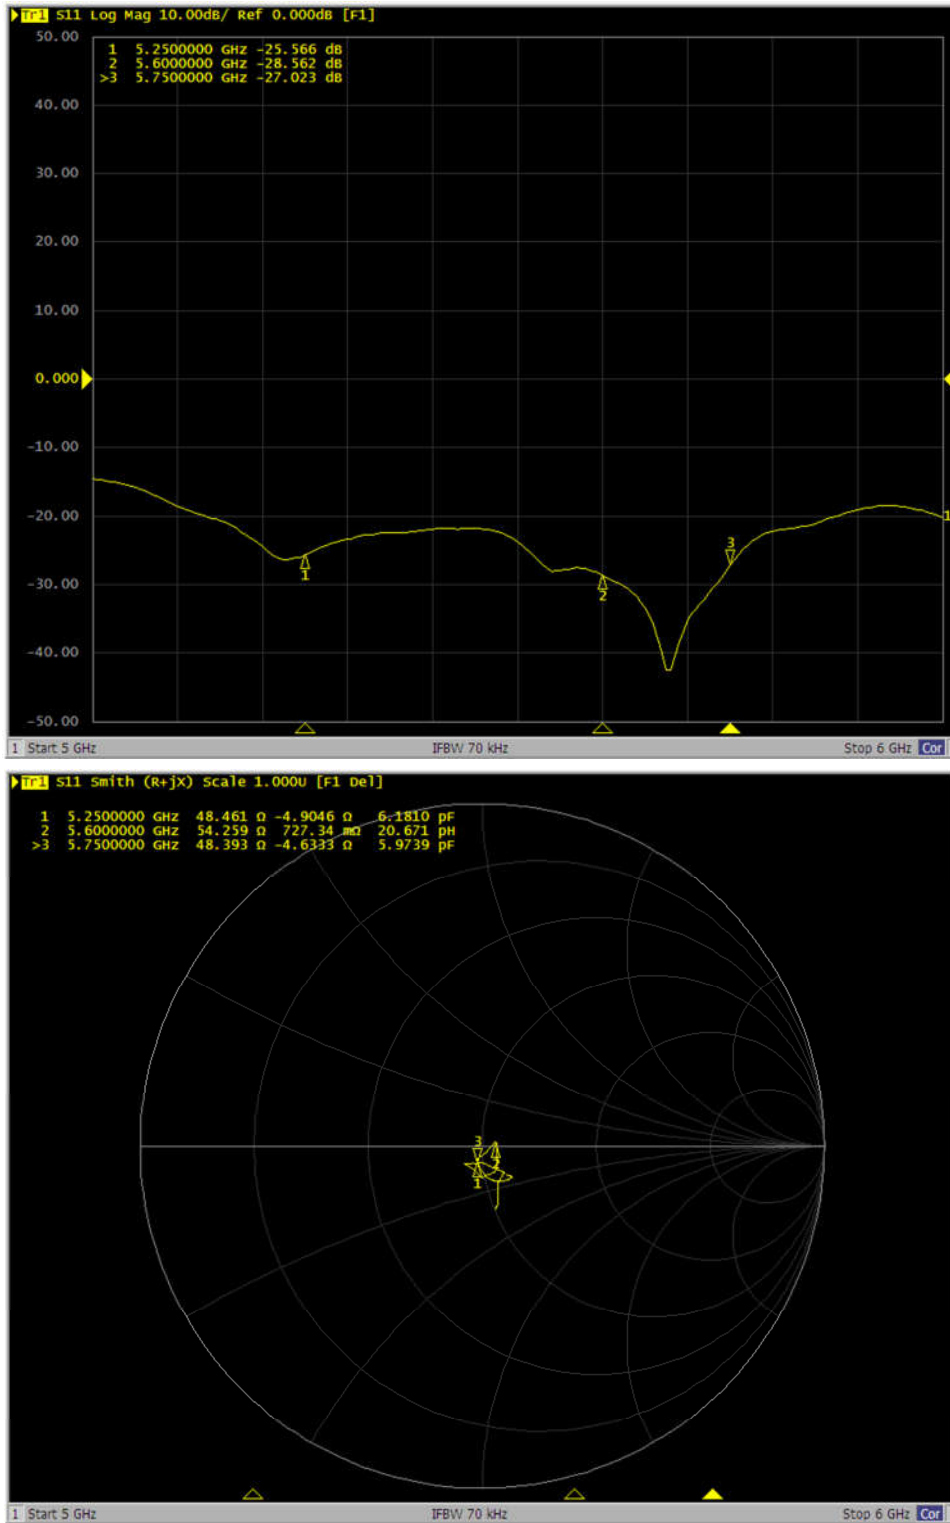 Tr1 S11 Log Mag 10.00dB/ Ref 0.000dB [F1]
50.00
1 5.2500000 GHz -25.566 dB
2 5.6000000 GHz -28.562 dB
>3 5.7500000 GHz -27.023 dB
40.00
30.00
20.00
10.00
0.000
-10.00
-20.00
1
3
-30.00
1
2
-40.00
-50.00
1 Start 5 GHz IFBW 70 kHz Stop 6 GHz Cor
Tr1 S11 Smith (R+jX) Scale 1.000U [F1 Del]
1 5.2500000 GHz 48.461 Ω -4.9046 Ω 6.1810 pF
2 5.6000000 GHz 54.259 Ω 727.34 mΩ 20.671 pH
>3 5.7500000 GHz 48.393 Ω -4.6333 Ω 5.9739 pF
3
2
1
1 Start 5 GHz IFBW 70 kHz Stop 6 GHz Cor